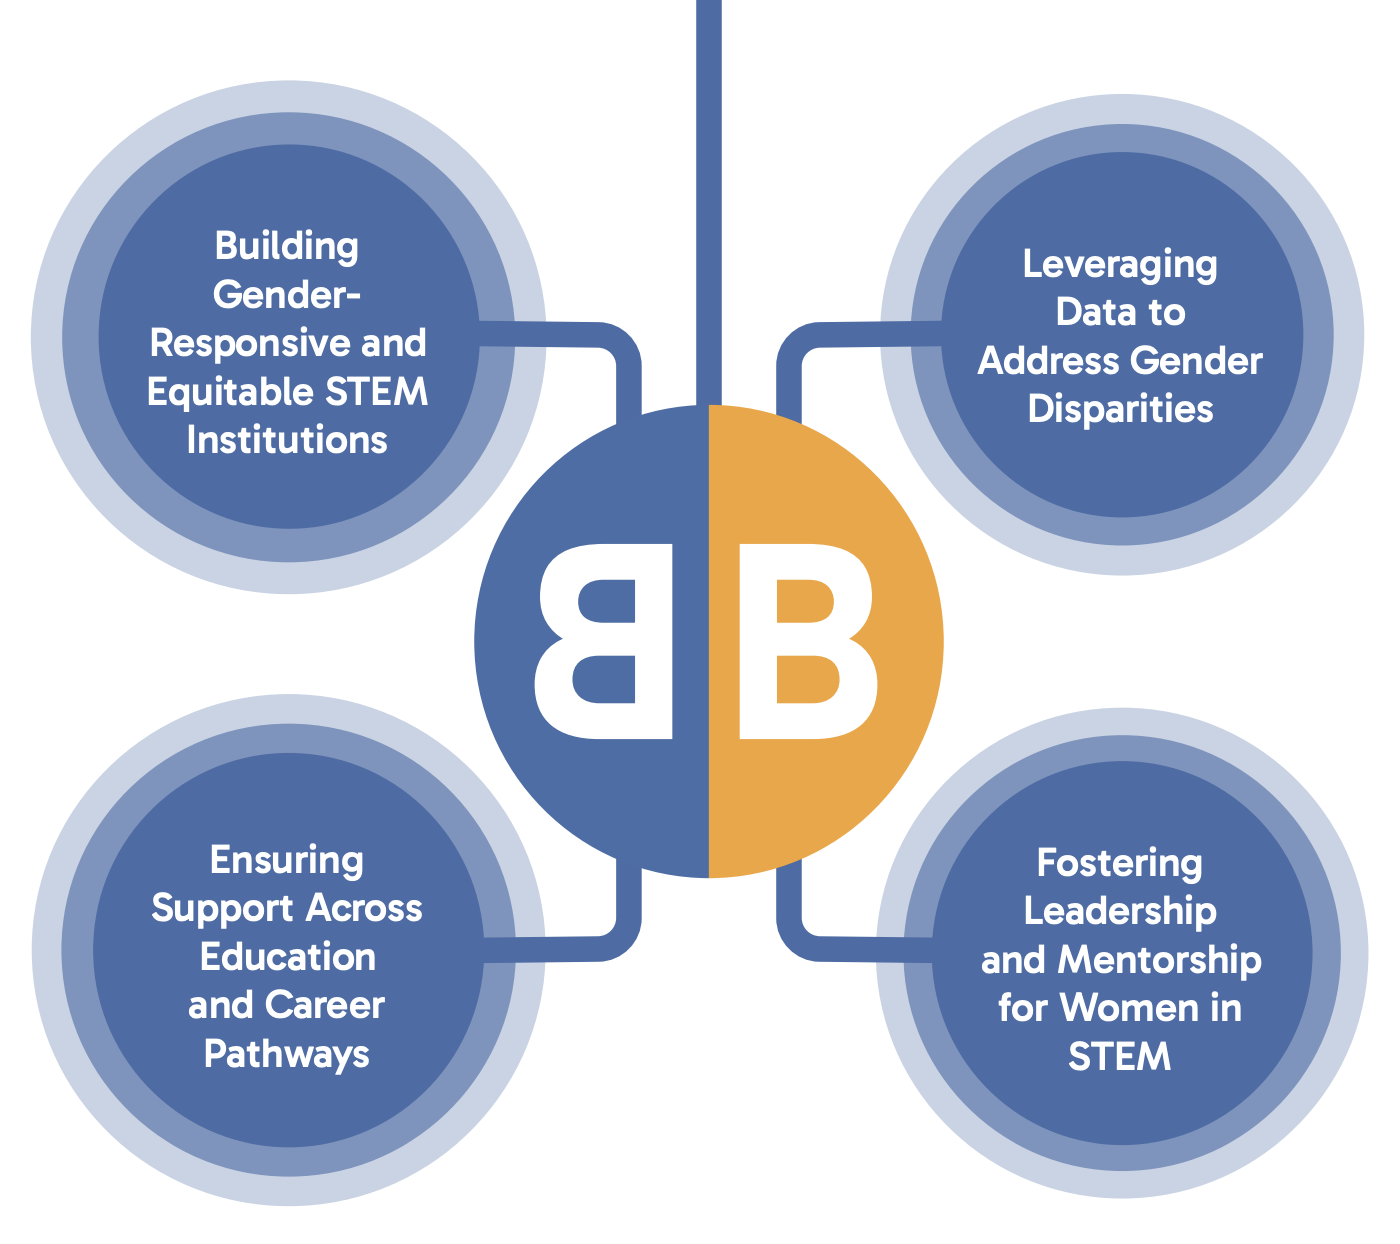 Building
Gender-
Responsive and
Equitable STEM
Institutions
Leveraging
Data to
Address Gender
Disparities
B B
Ensuring
Support Across
Education
and Career
Pathways
Fostering
Leadership
and Mentorship
for Women in
STEM